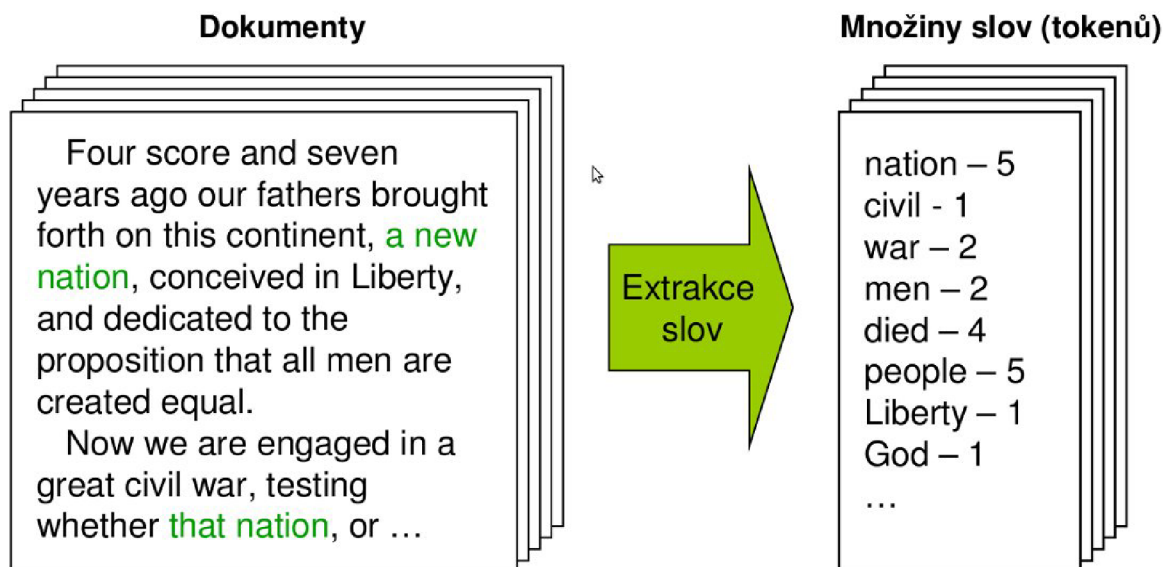 Dokumenty
Four score and seven
years ago our fathers brought
forth on this continent, a new
nation, conceived in Liberty,
and dedicated to the
proposition that all men are
created equal.
Now we are engaged in a
great civil war, testing
whether that nation, or …
Extrakce
slov
Množiny slov (tokenů)
nation – 5
civil - 1
war – 2
men – 2
died – 4
people – 5
Liberty – 1
God – 1
…